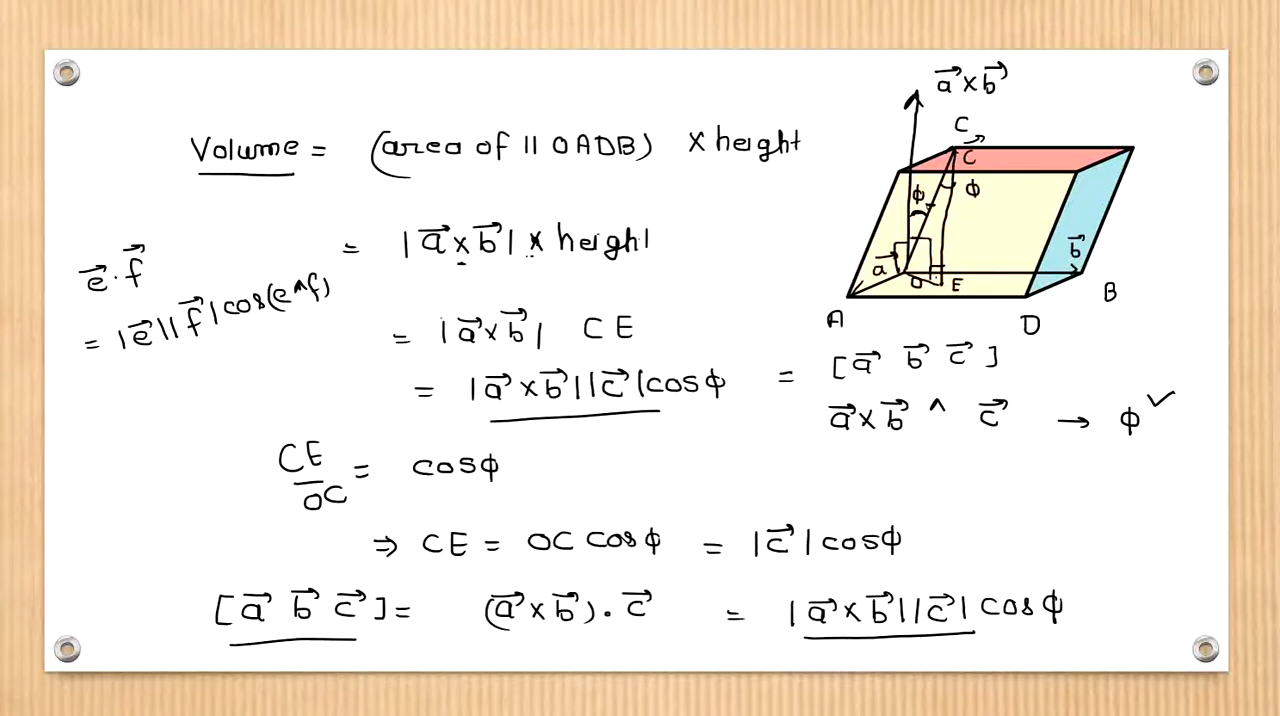 Volume = (area of || OADB) × height
= |a⃗ × b⃗| × height
e⃗ · f⃗
= |e⃗||f⃗|cos(e^f)
= |a⃗ × b⃗| CE
= |a⃗ × b⃗||c⃗|cosϕ = [a⃗ b⃗ c⃗]
a⃗ × b⃗ ^ c⃗ → ϕ ✓
CE/OC = cosϕ
⇒ CE = OC cosϕ = |c⃗|cosϕ
[a⃗ b⃗ c⃗] = (a⃗ × b⃗) · c⃗ = |a⃗ × b⃗||c⃗| cosϕ
a⃗ × b⃗
C
c⃗
ϕ ϕ
a⃗ b⃗
O E B
A D